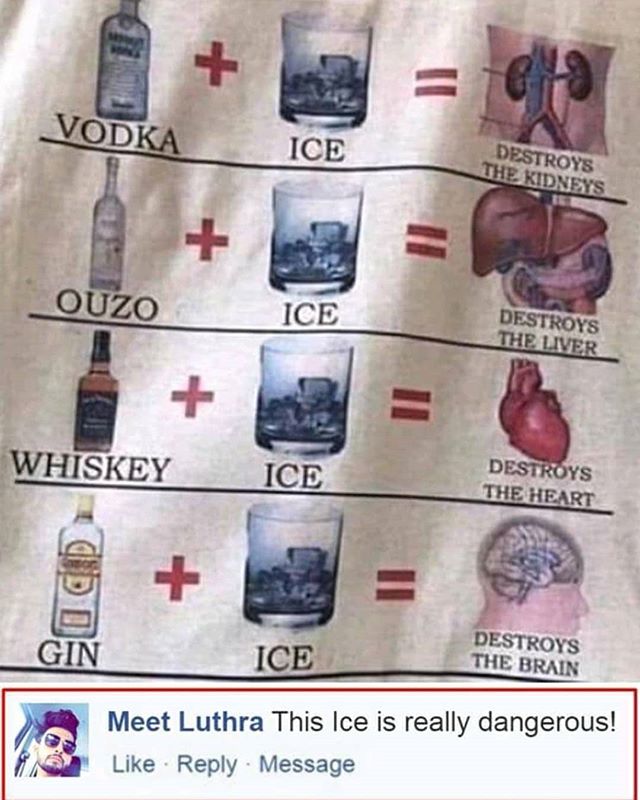 VODKA + ICE = DESTROYS
THE KIDNEYS
OUZO + ICE = DESTROYS
THE LIVER
WHISKEY + ICE = DESTROYS
THE HEART
GIN + ICE = DESTROYS
THE BRAIN
Meet Luthra This Ice is really dangerous!
Like · Reply · Message